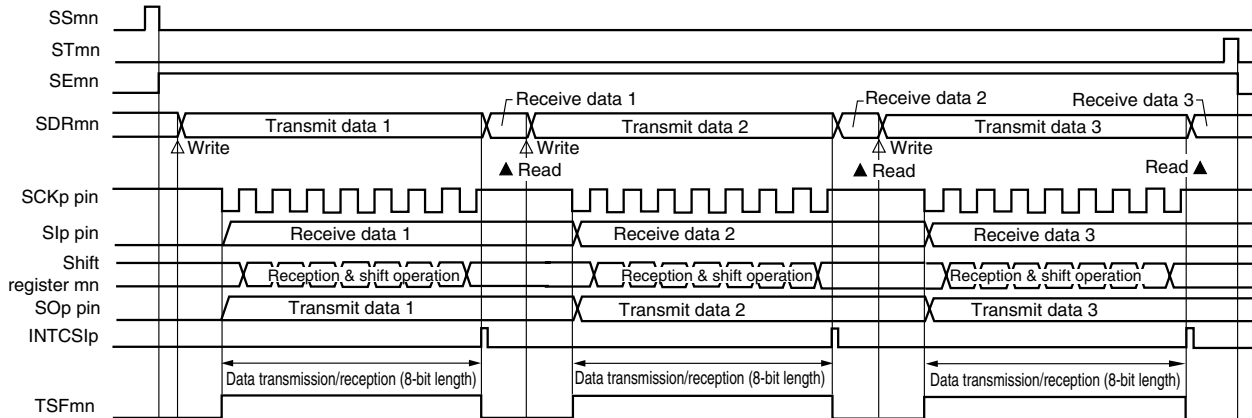 SSmn
STmn
SEmn
Receive data 1 Receive data 2 Receive data 3
SDRmn Transmit data 1 Transmit data 2 Transmit data 3
Write Write Write
Read Read Read
SCKp pin
SIp pin Receive data 1 Receive data 2 Receive data 3
Shift
register mn Reception & shift operation Reception & shift operation Reception & shift operation
SOp pin Transmit data 1 Transmit data 2 Transmit data 3
INTCSIp
Data transmission/reception (8-bit length) Data transmission/reception (8-bit length) Data transmission/reception (8-bit length)
TSFmn